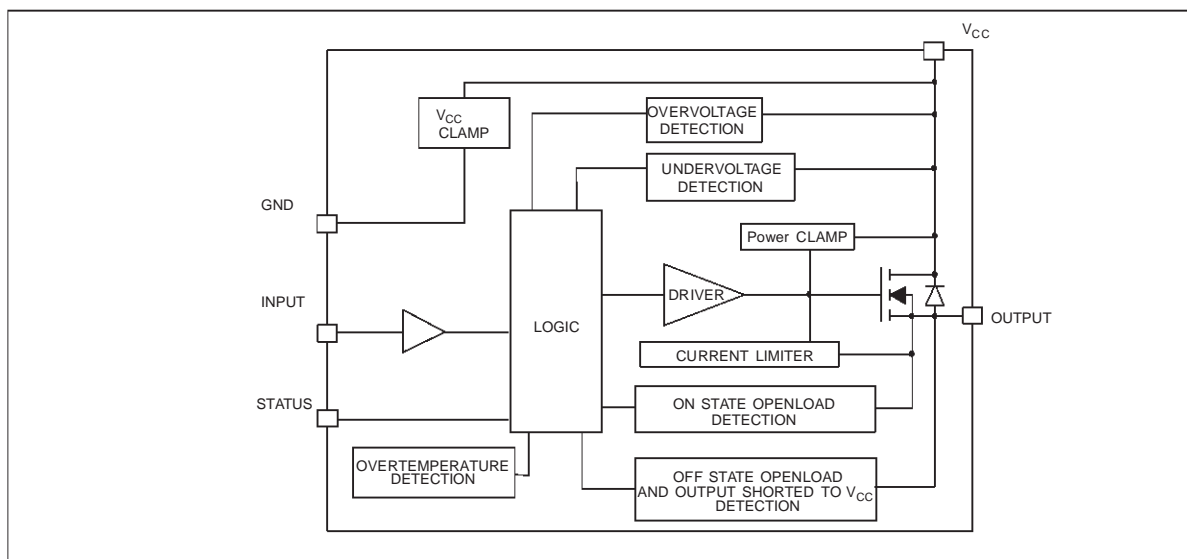 VCC
VCC
CLAMP
OVERVOLTAGE
DETECTION
UNDERVOLTAGE
DETECTION
GND
Power CLAMP
INPUT
DRIVER
OUTPUT
LOGIC
CURRENT LIMITER
STATUS
ON STATE OPENLOAD
DETECTION
OVERTEMPERATURE
DETECTION
OFF STATE OPENLOAD
AND OUTPUT SHORTED TO VCC
DETECTION